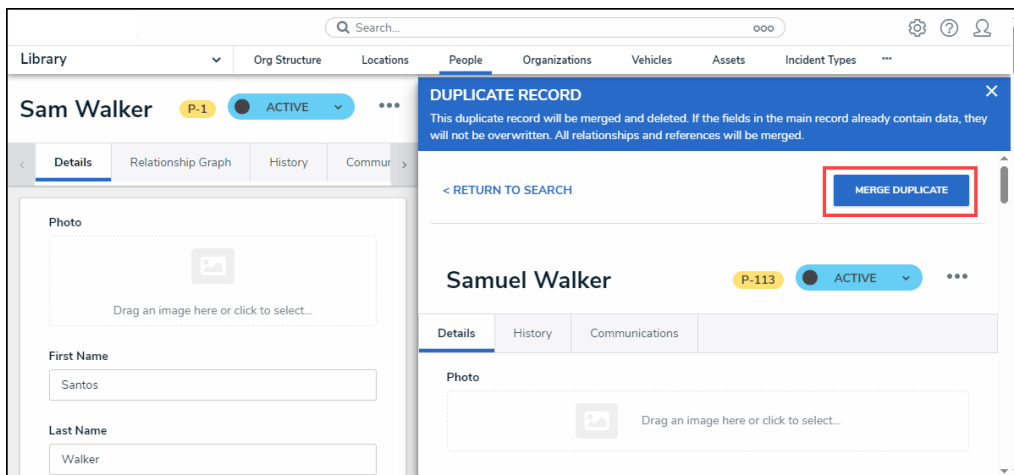 Search...
ooo
Library
Org Structure
Locations
People
Organizations
Vehicles
Assets
Incident Types
Sam Walker
P-1
ACTIVE
Details
Relationship Graph
History
Commur
Photo
Drag an image here or click to select...
First Name
Santos
Last Name
Walker
DUPLICATE RECORD
This duplicate record will be merged and deleted. If the fields in the main record already contain data, they
will not be overwritten. All relationships and references will be merged.
< RETURN TO SEARCH
MERGE DUPLICATE
Samuel Walker
P-113
ACTIVE
Details
History
Communications
Photo
Drag an image here or click to select...